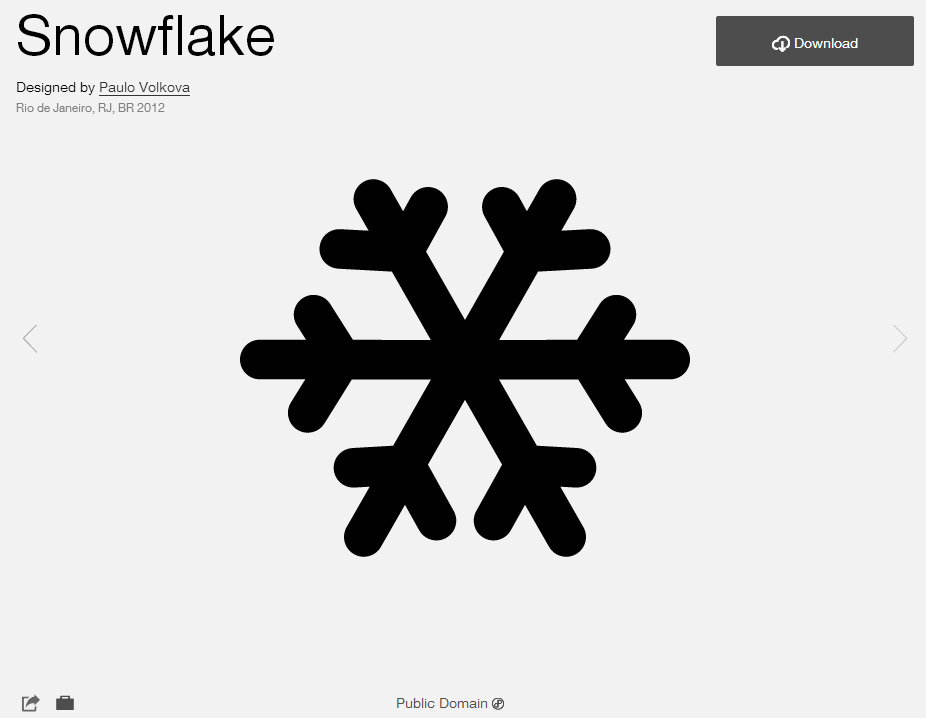 Snowflake
Download
Designed by Paulo Volkova
Rio de Janeiro, RJ, BR 2012
Public Domain